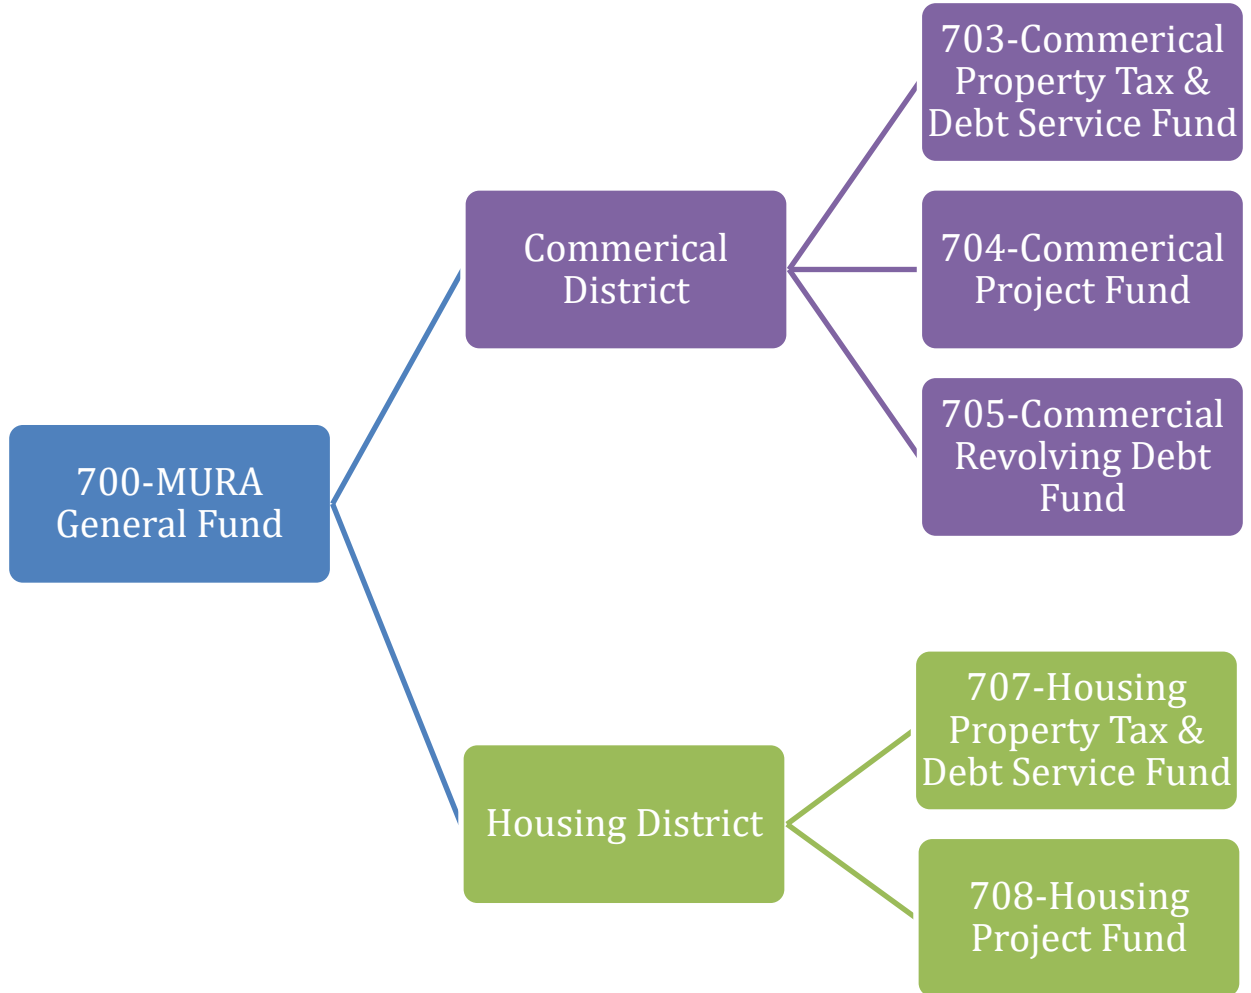 703-Commerical
Property Tax &
Debt Service Fund
Commerical
District
704-Commerical
Project Fund
705-Commercial
Revolving Debt
Fund
700-MURA
General Fund
707-Housing
Property Tax &
Debt Service Fund
Housing District
708-Housing
Project Fund